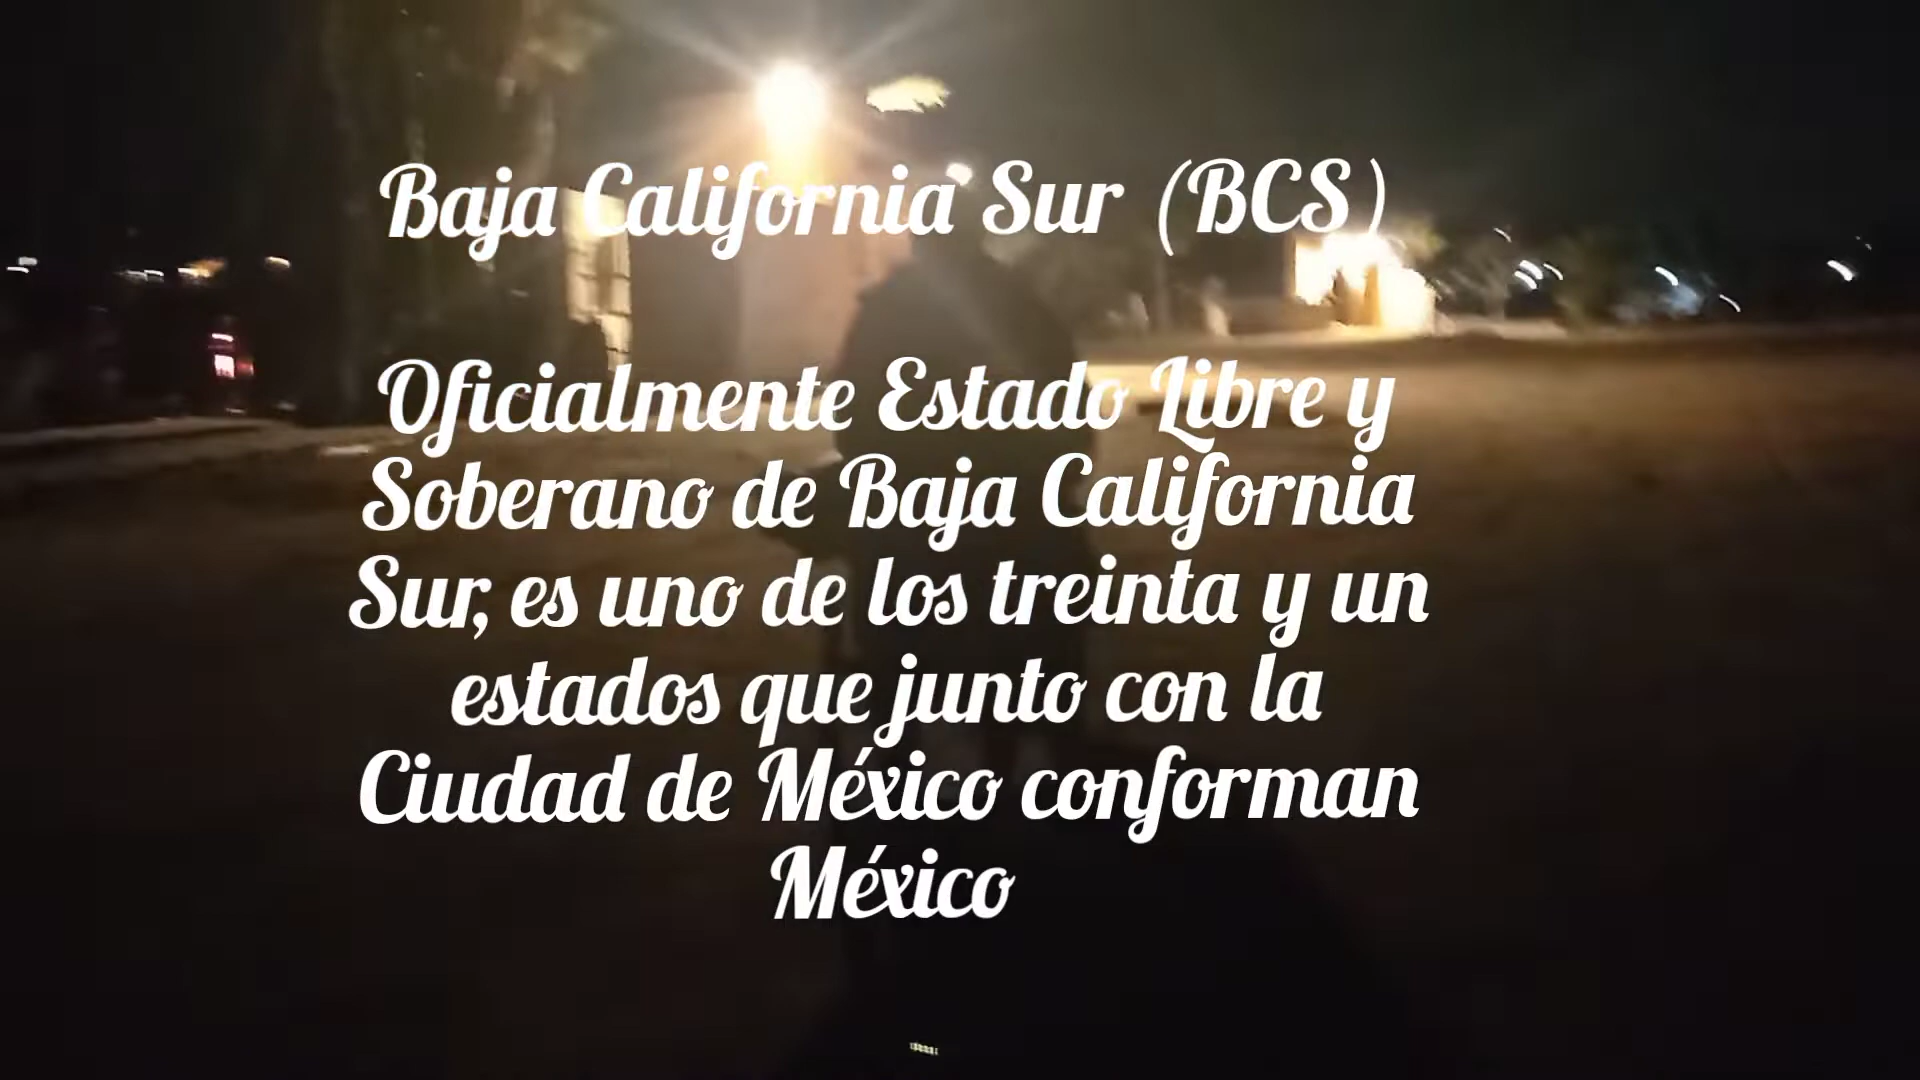 Baja California Sur (BCS)
Oficialmente Estado Libre y
Soberano de Baja California
Sur, es uno de los treinta y un
estados que junto con la
Ciudad de México conforman
México